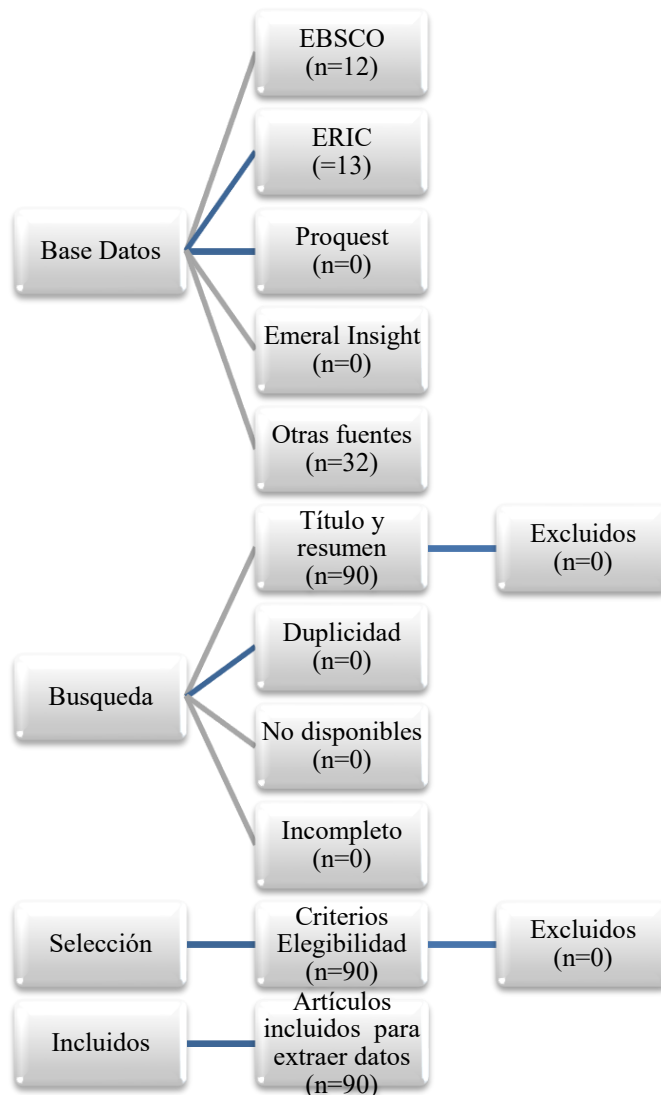 EBSCO
(n=12)
ERIC
(=13)
Base Datos
Proquest
(n=0)
Emeral Insight
(n=0)
Otras fuentes
(n=32)
Título y
resumen
(n=90)
Excluidos
(n=0)
Duplicidad
(n=0)
Busqueda
No disponibles
(n=0)
Incompleto
(n=0)
Selección
Criterios
Elegibilidad
(n=90)
Excluidos
(n=0)
Incluidos
Artículos
incluidos para
extraer datos
(n=90)